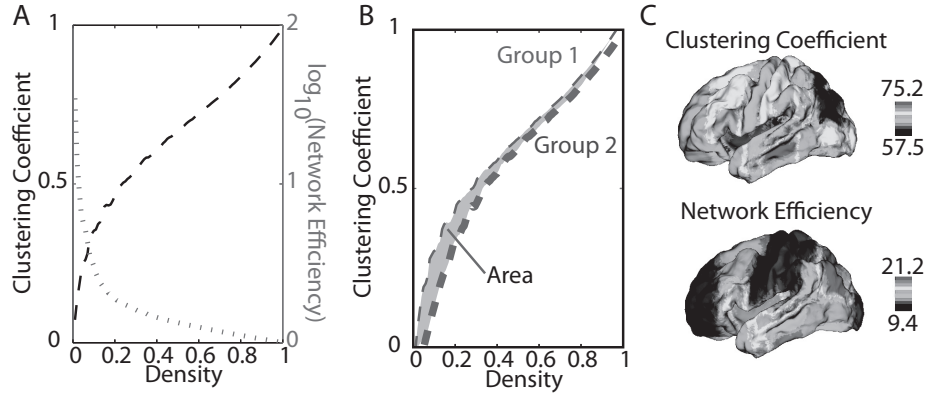 A
1
0.5
0
Clustering Coefficient
2
1
0
log10(Network Efficiency)
0 0.2 0.4 0.6 0.8 1
Density
B
1
0.5
0
Clustering Coefficient
Group 1
Group 2
Area
0 0.2 0.4 0.6 0.8 1
Density
C
Clustering Coefficient
75.2
57.5
Network Efficiency
21.2
9.4